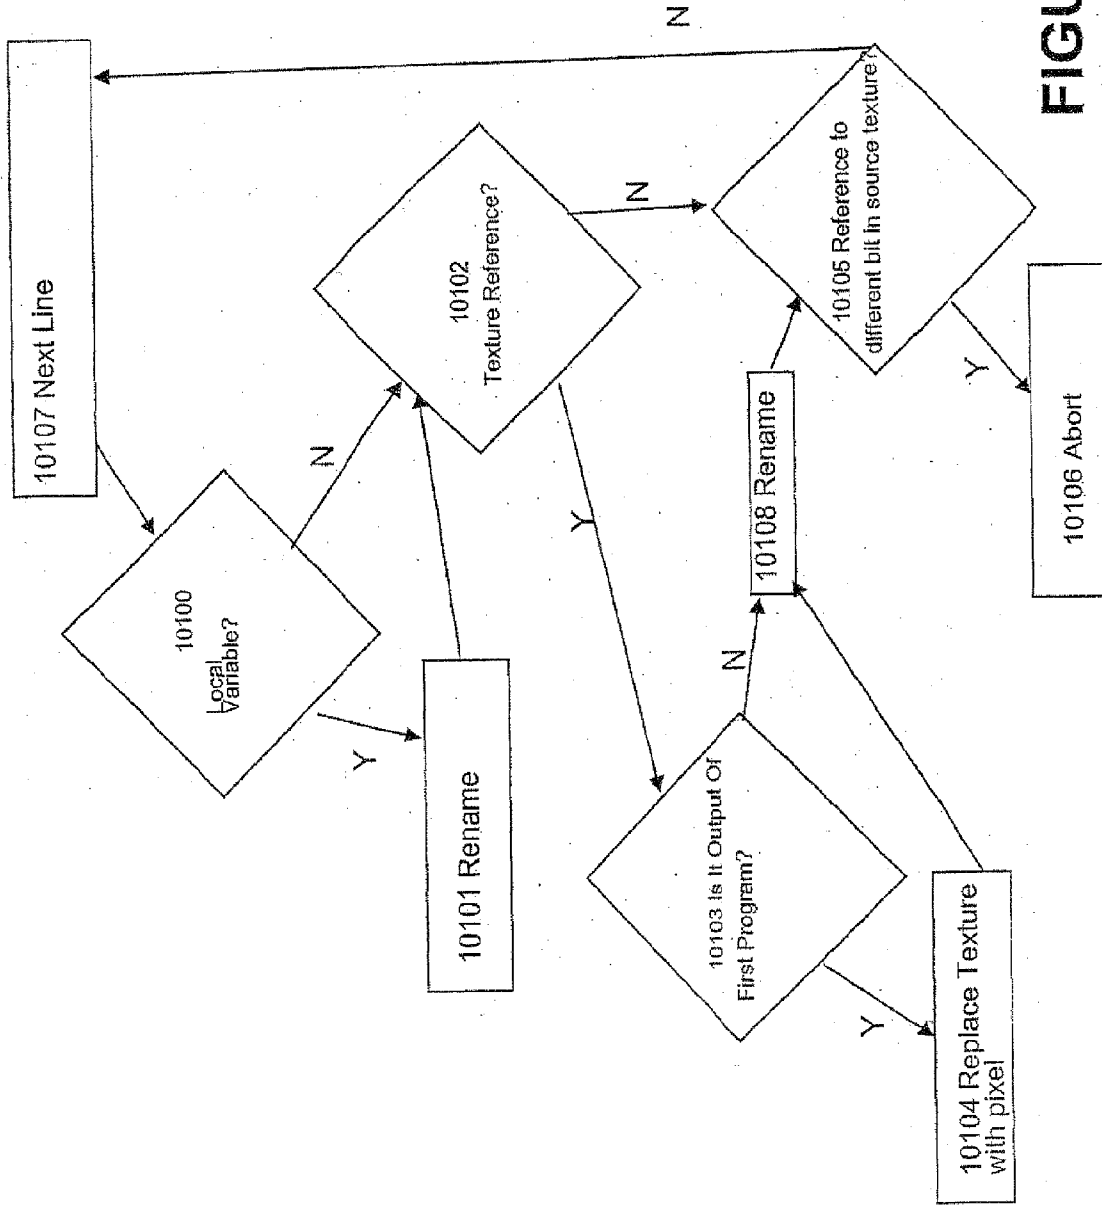 10107 Next Line
10100
Local
Variable?
N
Y
10101 Rename
10102
Texture Reference?
N
Y
10103 Is It Output Of
First Program?
N
Y
10104 Replace Texture
with pixel
10108 Rename
10105 Reference to
different bit in source texture?
N
Y
10106 Abort